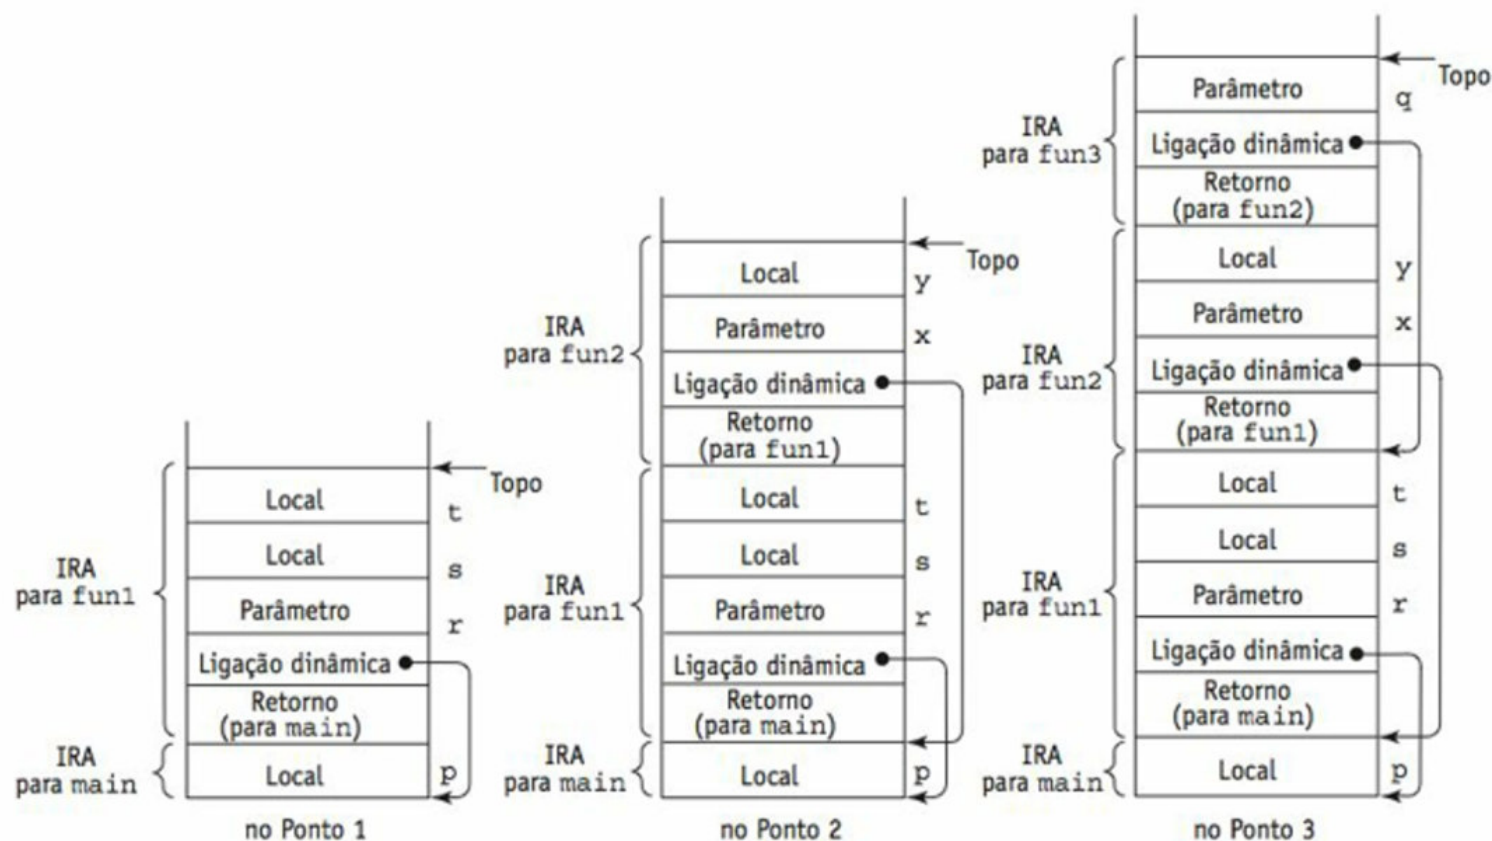 Local
t
Local
s
Parâmetro
r
Ligação dinâmica
Retorno
(para main)
Local
p
Topo
IRA
para fun1
IRA
para main
no Ponto 1
Local
y
Parâmetro
x
Ligação dinâmica
Retorno
(para fun1)
Local
t
Local
s
Parâmetro
r
Ligação dinâmica
Retorno
(para main)
Local
p
Topo
IRA
para fun2
IRA
para fun1
IRA
para main
no Ponto 2
Parâmetro
q
Ligação dinâmica
Retorno
(para fun2)
Local
y
Parâmetro
x
Ligação dinâmica
Retorno
(para fun1)
Local
t
Local
s
Parâmetro
r
Ligação dinâmica
Retorno
(para main)
Local
p
Topo
IRA
para fun3
IRA
para fun2
IRA
para fun1
IRA
para main
no Ponto 3